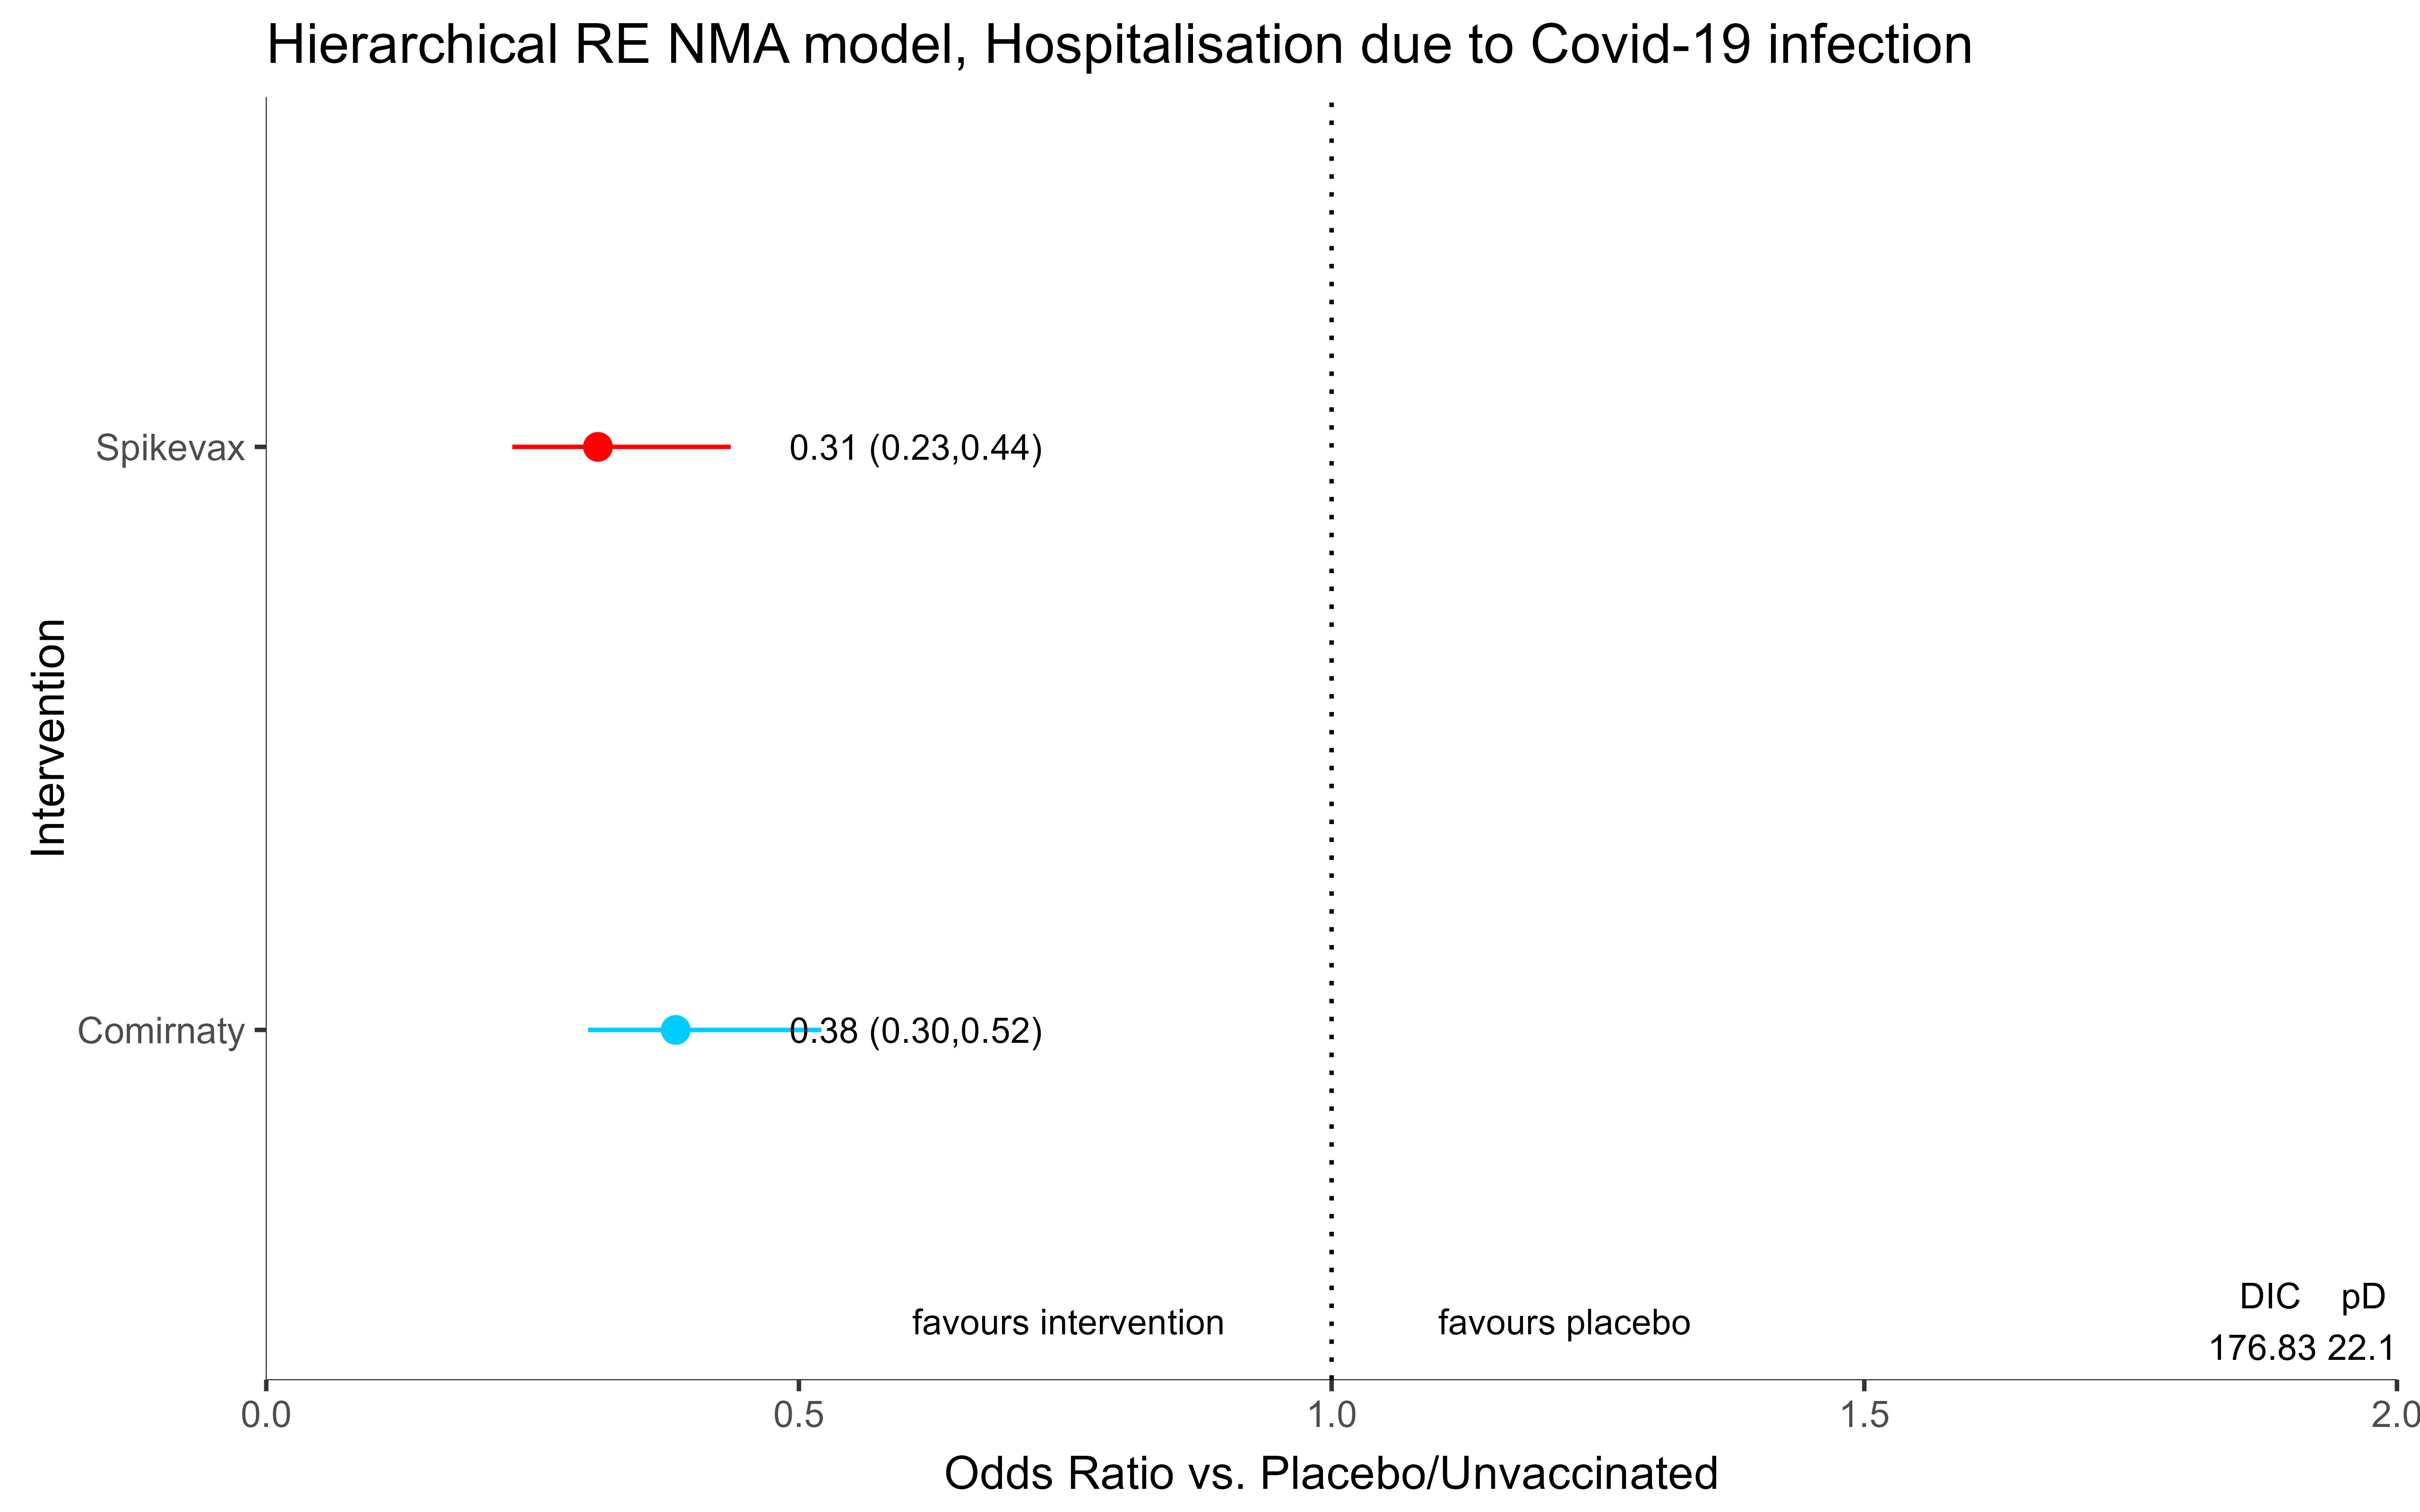 Hierarchical RE NMA model, Hospitalisation due to Covid-19 infection
Intervention
Spikevax
0.31 (0.23,0.44)
Comirnaty
0.38 (0.30,0.52)
favours intervention
favours placebo
DIC pD
176.83 22.1
0.0 0.5 1.0 1.5 2.0
Odds Ratio vs. Placebo/Unvaccinated